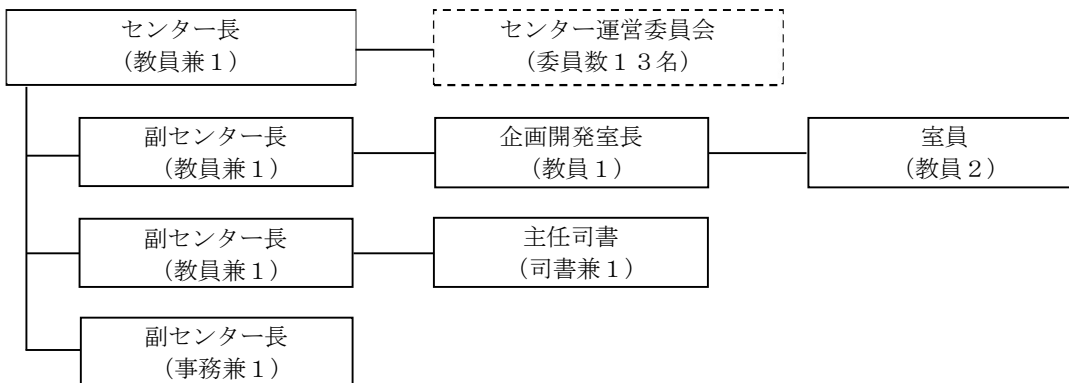 センター長
(教員兼1)
センター運営委員会
(委員数13名)
副センター長
(教員兼1)
企画開発室長
(教員1)
室員
(教員2)
副センター長
(教員兼1)
主任司書
(司書兼1)
副センター長
(事務兼1)